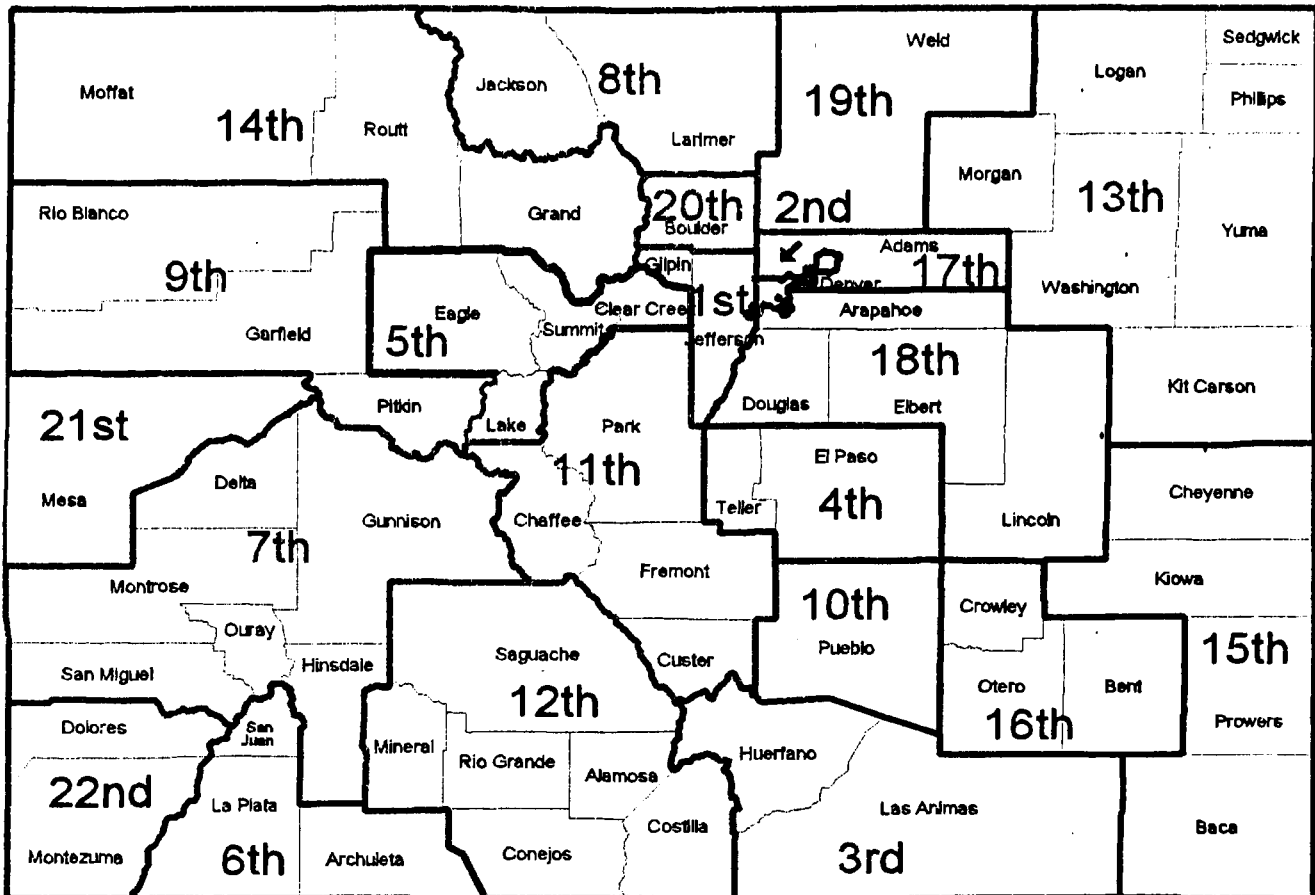 Weld
Sedgwick
Logan
Moffat
Jackson
8th
19th
Phillips
14th
Routt
Larimer
Morgan
13th
Rio Blanco
Grand
20th
2nd
Boulder
Yuma
Adams
9th
Gilpin
17th
Denver
Washington
Eagle
Clear Creek
1st
Arapahoe
Garfield
5th
Summit
Jefferson
18th
Kit Carson
Pitkin
Douglas
Elbert
21st
Lake
Park
El Paso
Mesa
Delta
11th
Cheyenne
Gunnison
Chaffee
Teller
4th
Lincoln
7th
Montrose
Fremont
Kiowa
Ouray
10th
Crowley
Hinsdale
Saguache
Custer
Pueblo
15th
San Miguel
Otero
Bent
12th
16th
Prowers
Dolores
San
Juan
Mineral
Huerfano
Rio Grande
Alamosa
22nd
La Plata
Las Animas
Costilla
Baca
Montezuma
6th
Archuleta
Conejos
3rd